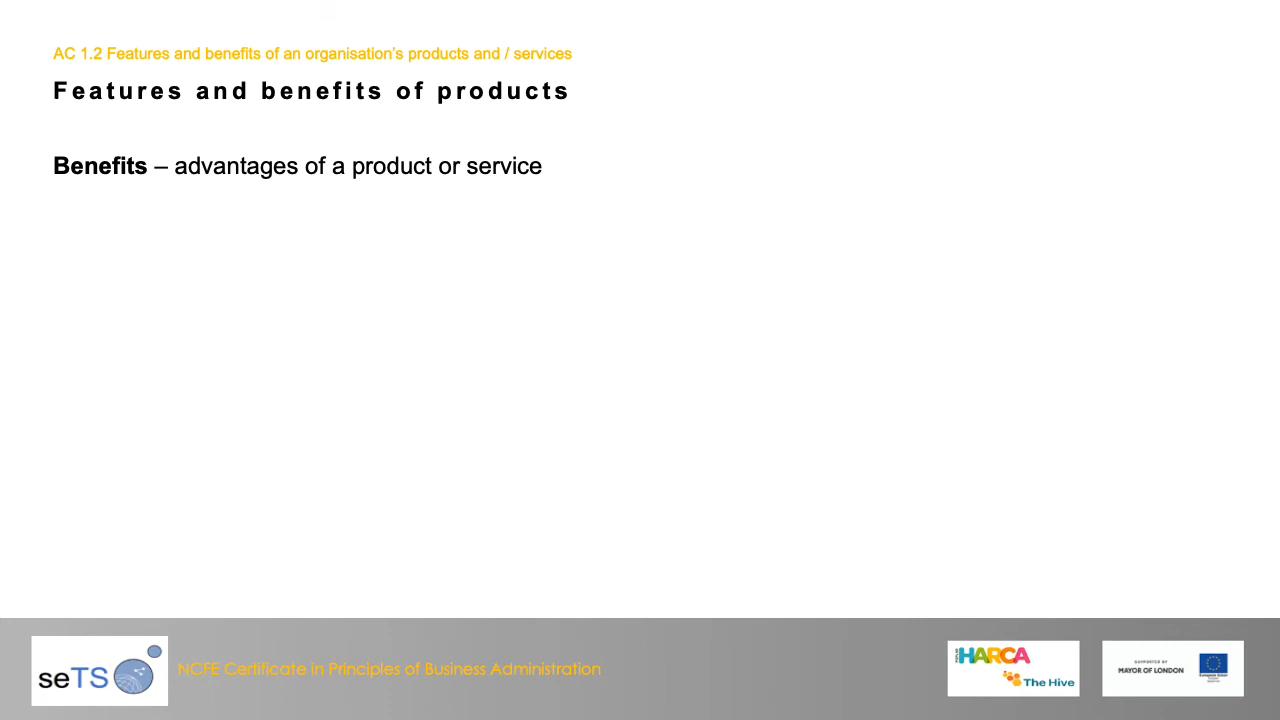 AC 1.2 Features and benefits of an organisation’s products and / services
Features and benefits of products
Benefits – advantages of a product or service
seTS
NCFE Certificate in Principles of Business Administration
HARCA
The Hive
SUPPORTED BY
MAYOR OF LONDON
European Union